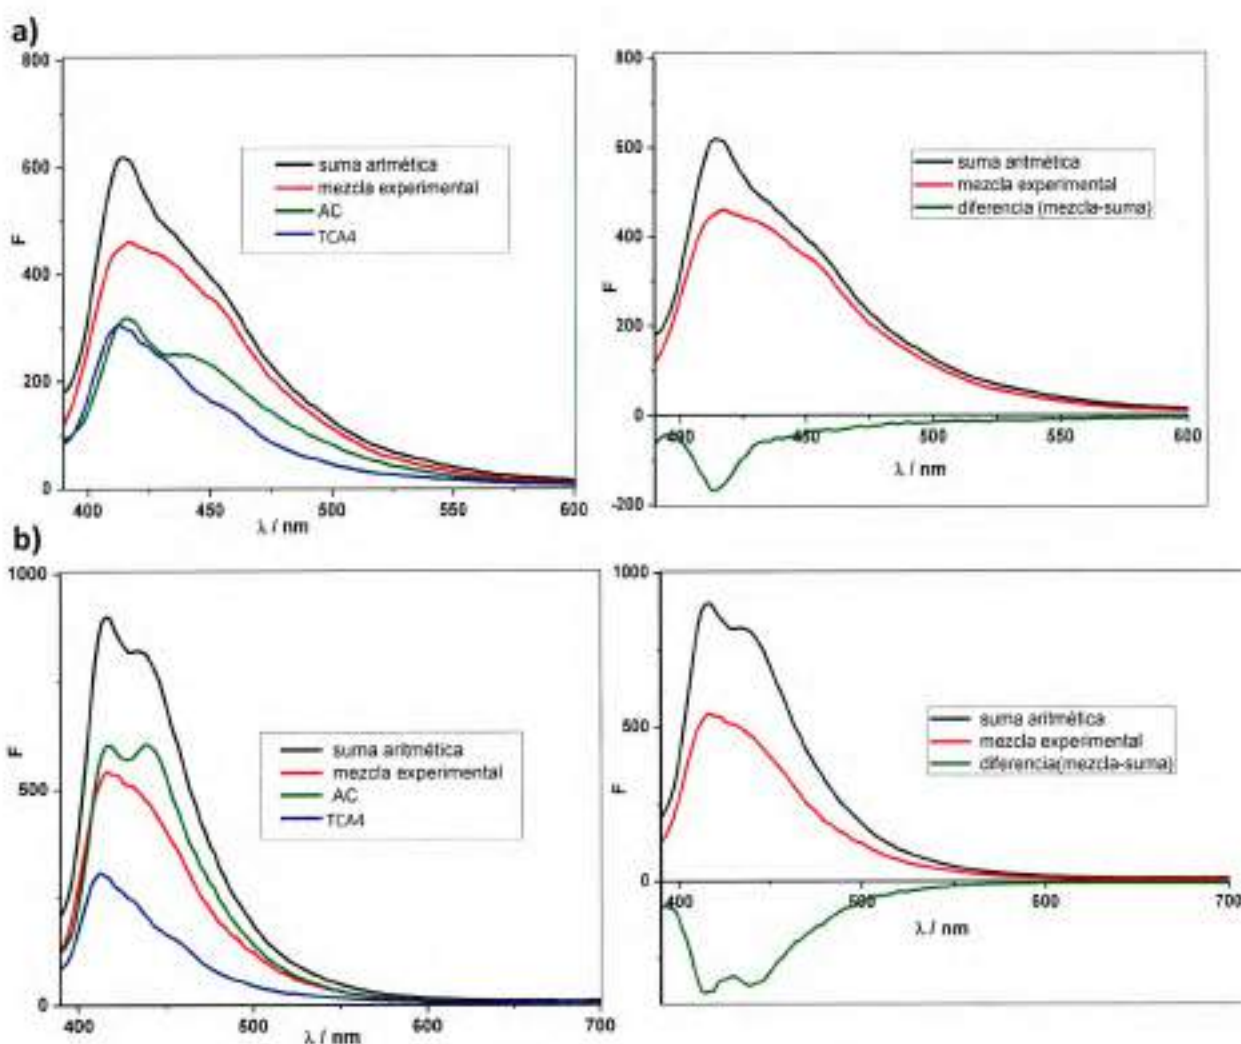 a)
800
600
400
200
0
F
suma aritmética
mezcla experimental
AC
TCA4
400 450 500 550 600
λ / nm
800
600
400
200
0
-200
F
suma aritmética
mezcla experimental
diferencia (mezcla-suma)
400 450 500 550 600
λ / nm
b)
1000
500
0
F
suma aritmética
mezcla experimental
AC
TCA4
400 500 600 700
λ / nm
1000
500
0
F
suma aritmética
mezcla experimental
diferencia(mezcla-suma)
400 500 600 700
λ / nm